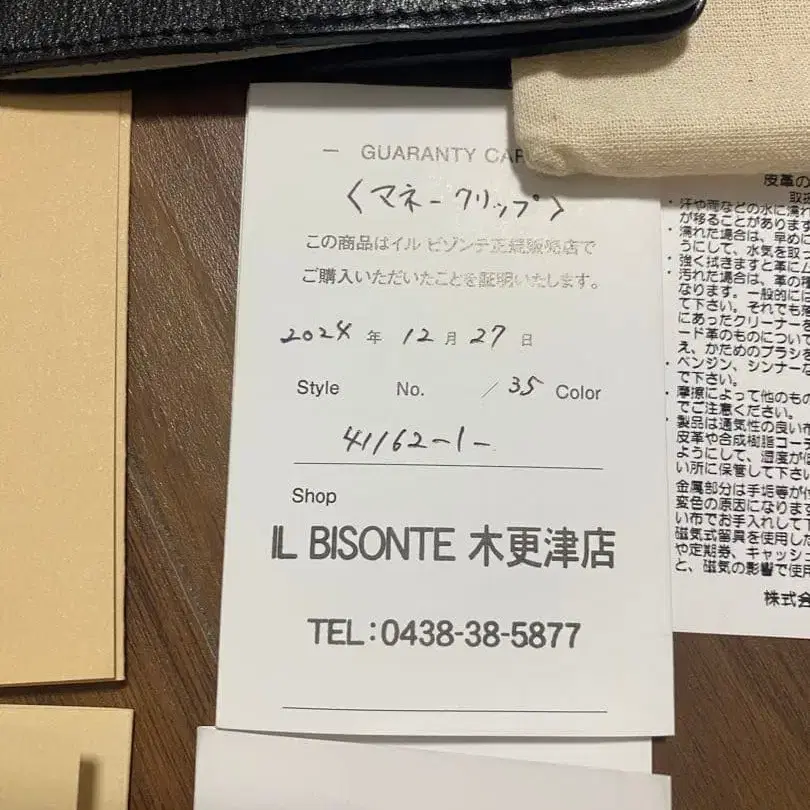 — GUARANTY CAR
〈マネークリップ〉
この商品はイル ビゾンテ正規販売店で
ご購入いただいたことを証明いたします。
2024 年 12 月 27 日
Style No. / 35 Color
41162-1-
Shop
IL BISONTE 木更津店
TEL:0438-38-5877
皮革の
取扱
・汗や雨などの水に濡れ
が移ることがあります
・濡れた場合は、早めに
うにして、水気を取っ
・強く拭きますと革にム
・汚れた場合は、革の種
なります。一般的には
て下さい。それでも落
にあったクリーナーを
ード革のものについて
え、かためのブラシを
・ベンジン、シンナーな
で下さい。
・摩擦によって他のもの
でご注意ください。
・製品は通気性の良い布
皮革や合成樹脂コーテ
ようにして、湿度が低
い所に保管して下さい
金属部分は手垢等が付
変色の原因になります
い布でお手入れして
磁気式留具を使用した
や定期券、キャッシュ
と、磁気の影響で使用
株式会